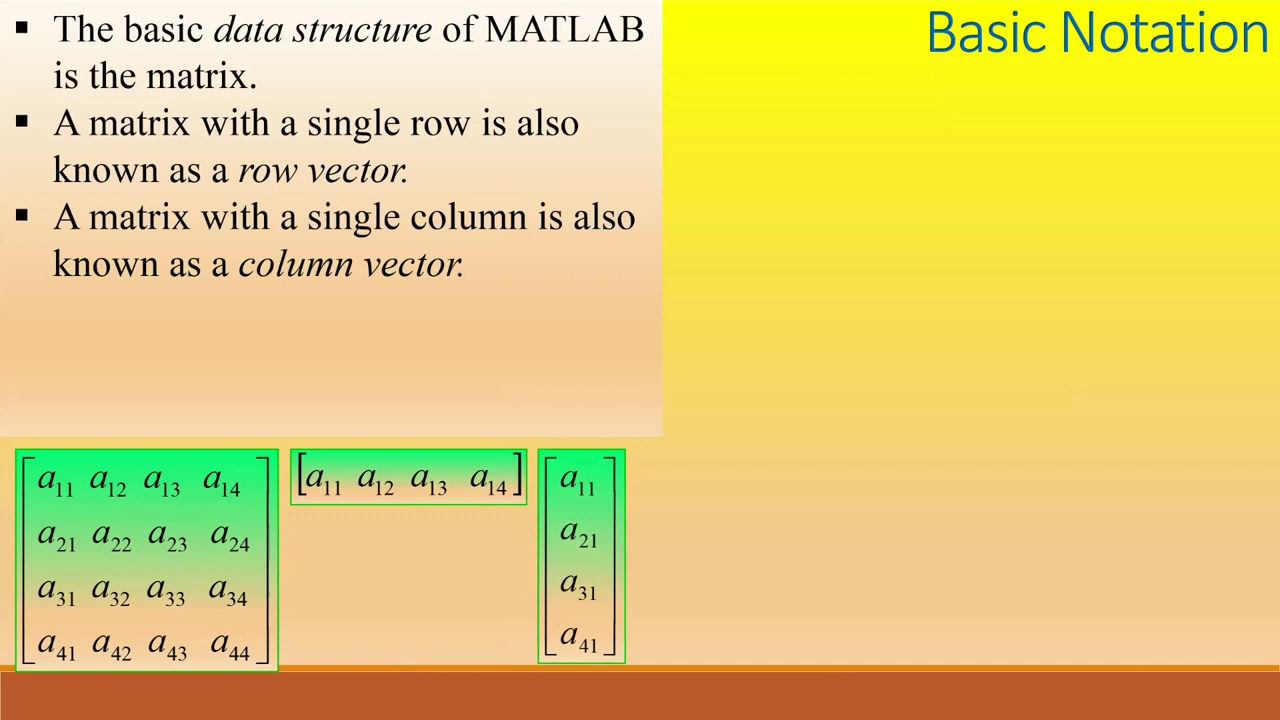 Basic Notation
▪ The basic data structure of MATLAB
is the matrix.
▪ A matrix with a single row is also
known as a row vector.
▪ A matrix with a single column is also
known as a column vector.
[a11 a12 a13 a14
a21 a22 a23 a24
a31 a32 a33 a34
a41 a42 a43 a44]
[a11 a12 a13 a14]
[a11
a21
a31
a41]